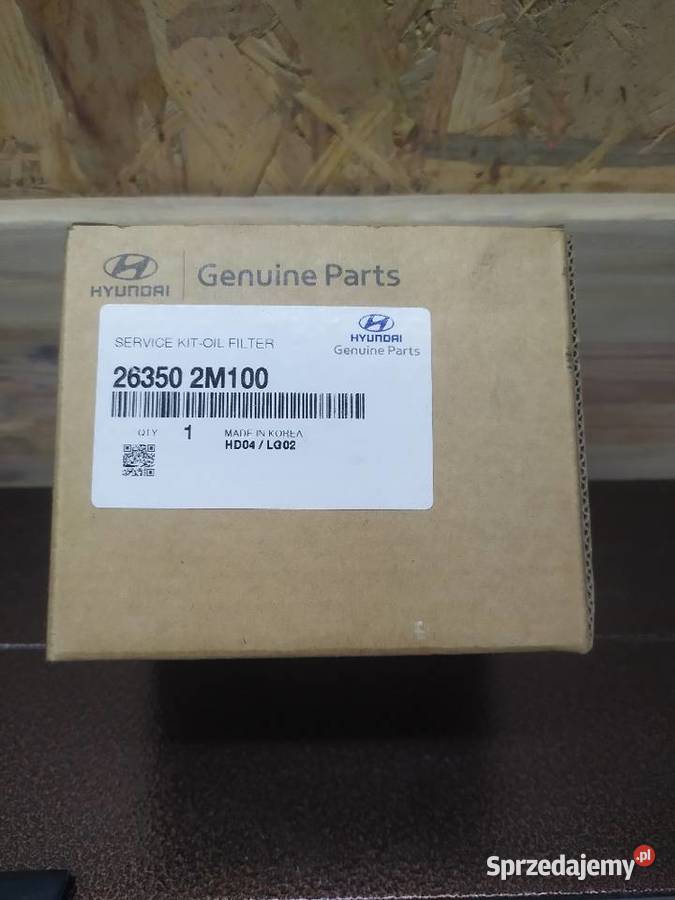 HYUNDAI
Genuine Parts
SERVICE KIT-OIL FILTER
HYUNDAI
Genuine Parts
26350 2M100
QTY 1 MADE IN KOREA
HD04 / LG02
Sprzedajemy.pl